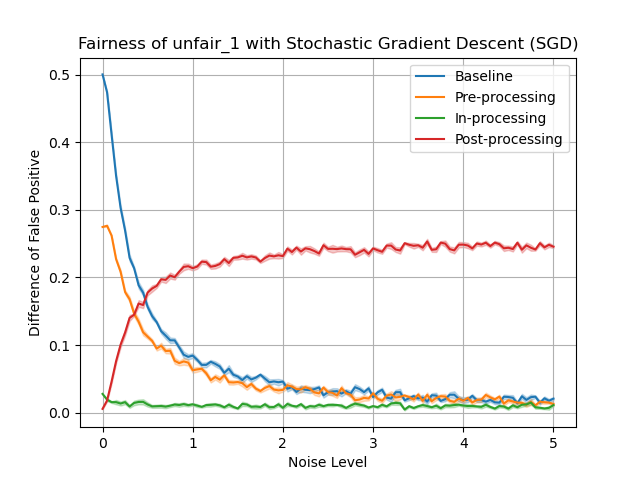 Fairness of unfair_1 with Stochastic Gradient Descent (SGD)
Difference of False Positive
0.5
0.4
0.3
0.2
0.1
0.0
Baseline
Pre-processing
In-processing
Post-processing
0 1 2 3 4 5
Noise Level